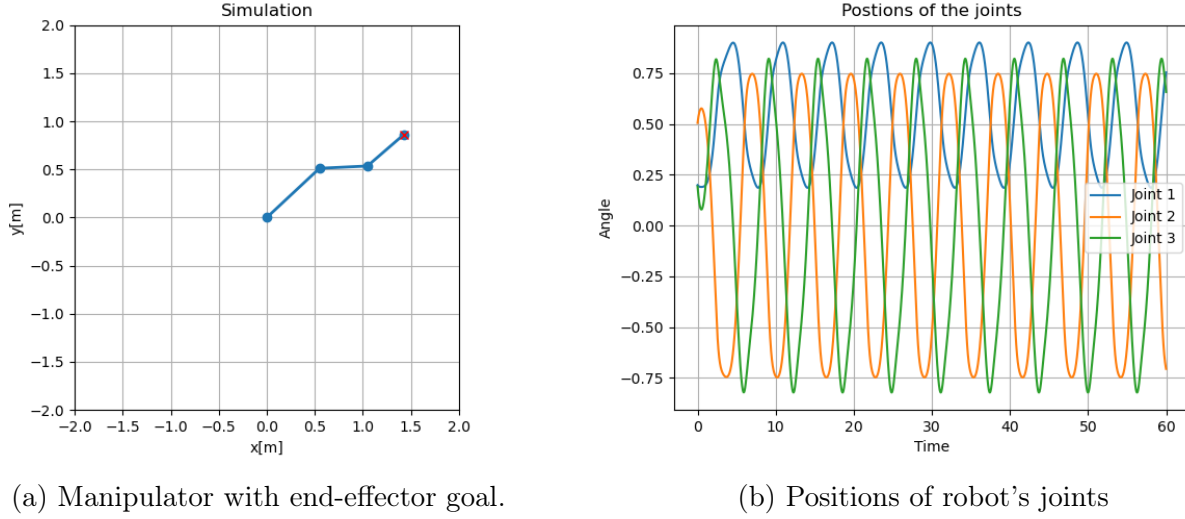 Simulation
2.0
1.5
1.0
0.5
0.0
−0.5
−1.0
−1.5
−2.0
y[m]
−2.0 −1.5 −1.0 −0.5 0.0 0.5 1.0 1.5 2.0
x[m]
(a) Manipulator with end-effector goal.
Postions of the joints
0.75
0.50
0.25
0.00
−0.25
−0.50
−0.75
Angle
Joint 1
Joint 2
Joint 3
0 10 20 30 40 50 60
Time
(b) Positions of robot's joints